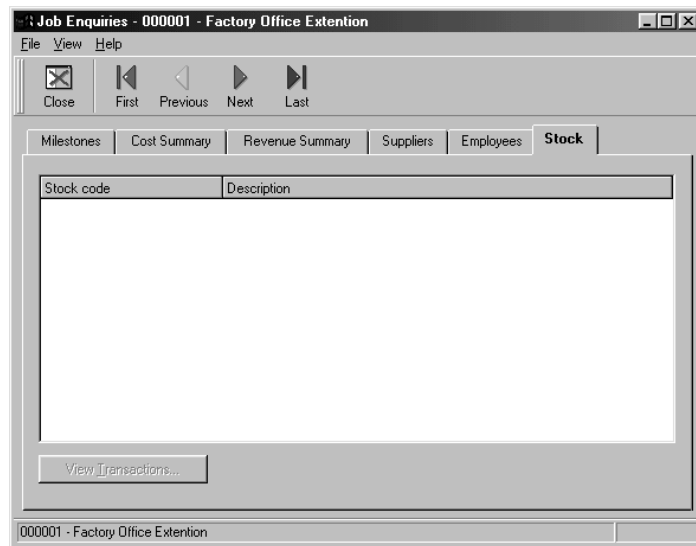 Job Enquiries - 000001 - Factory Office Extention
File View Help
Close First Previous Next Last
Milestones Cost Summary Revenue Summary Suppliers Employees Stock
Stock code Description
View Transactions...
000001 - Factory Office Extention